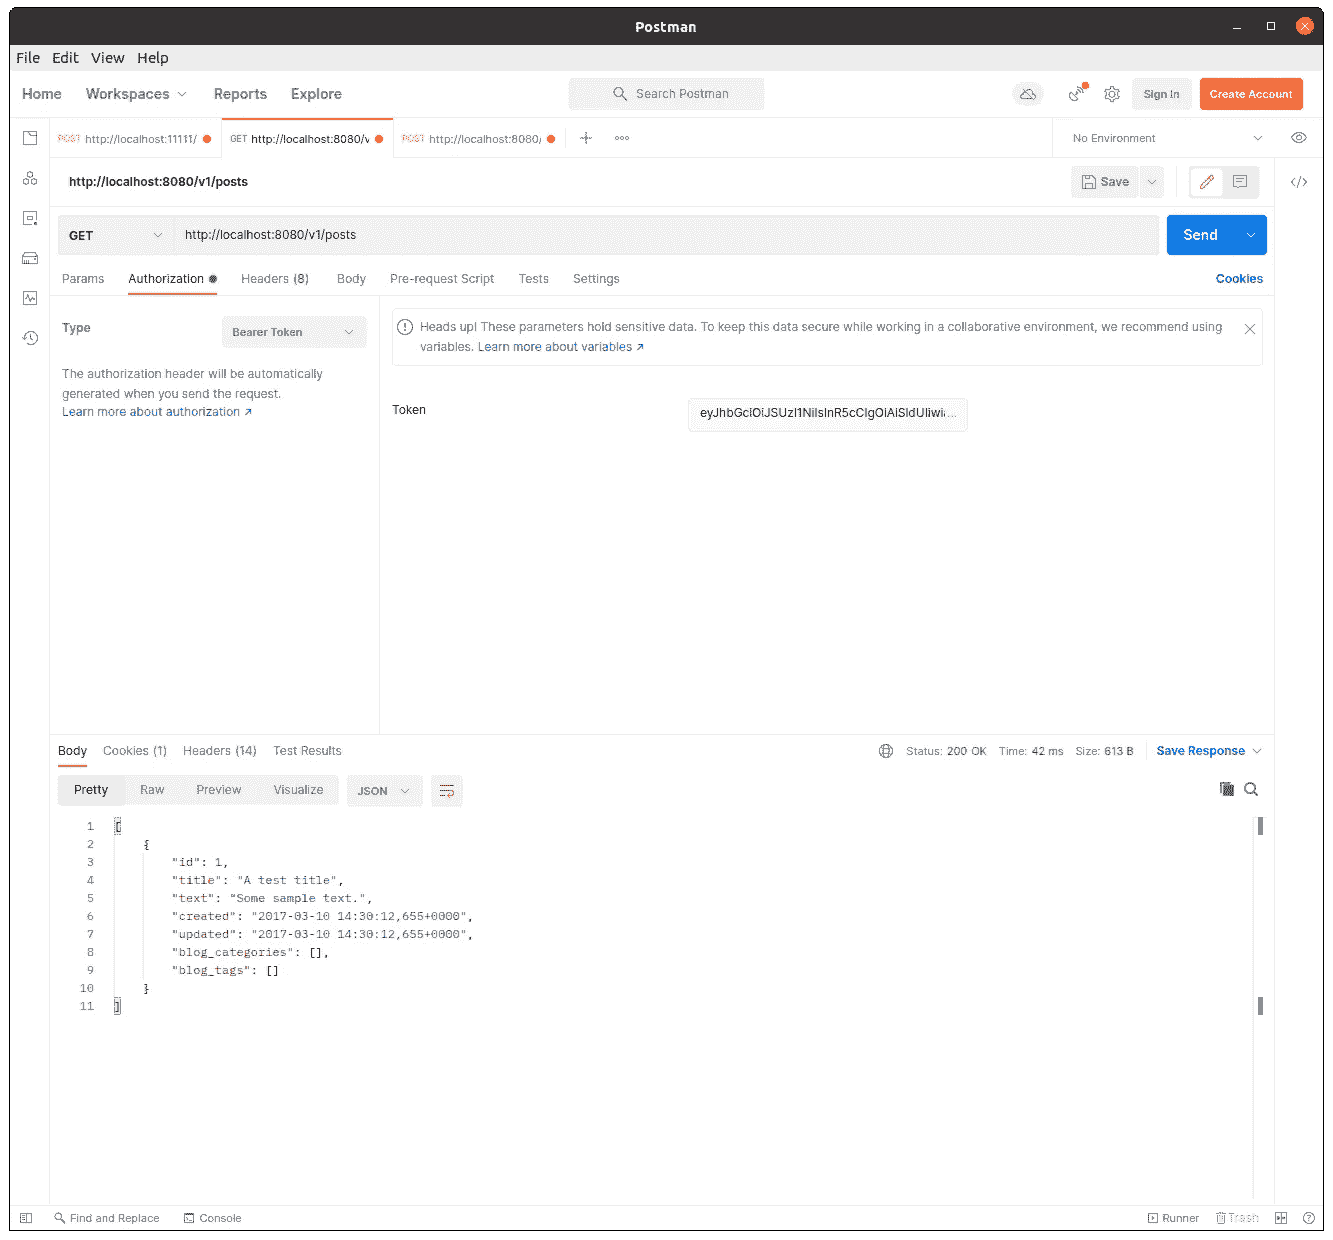 Postman
File Edit View Help
Home Workspaces Reports Explore Search Postman Sign In Create Account
POST http://localhost:11111/ GET http://localhost:8080/v POST http://localhost:8080/ No Environment
http://localhost:8080/v1/posts Save
GET http://localhost:8080/v1/posts Send
Params Authorization Headers (8) Body Pre-request Script Tests Settings Cookies
Type Bearer Token
Heads up! These parameters hold sensitive data. To keep this data secure while working in a collaborative environment, we recommend using
variables. Learn more about variables ↗
The authorization header will be automatically
generated when you send the request.
Learn more about authorization ↗
Token
Body Cookies (1) Headers (14) Test Results Status: 200 OK Time: 42 ms Size: 613 B Save Response
Pretty Raw Preview Visualize JSON
1 [
2 {
3 "id": 1,
4 "title": "A test title",
5 "text": "Some sample text.",
6 "created": "2017-03-10 14:30:12,655+0000",
7 "updated": "2017-03-10 14:30:12,655+0000",
8 "blog_categories": [],
9 "blog_tags": []
10 }
11 ]
Find and Replace Console Runner Trash